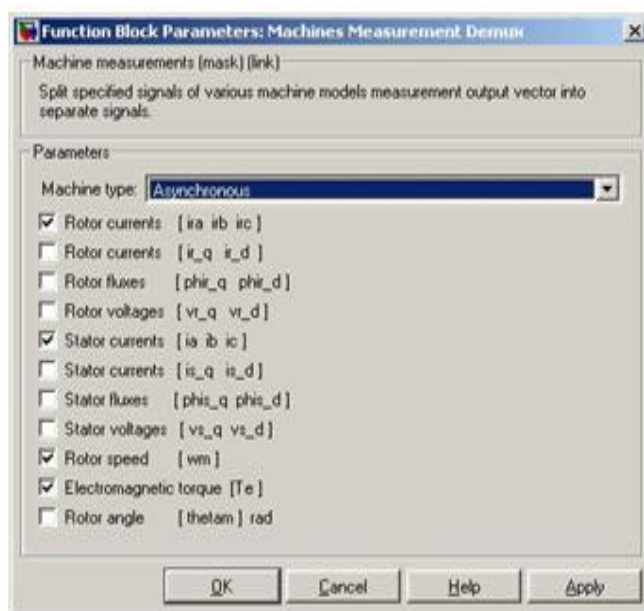 Function Block Parameters: Machines Measurement Demux
Machine measurements (mask) (link)
Split specified signals of various machine models measurement output vector into
separate signals.
Parameters
Machine type: Asynchronous
Rotor currents [ ira irb irc ]
Rotor currents [ ir_q ir_d ]
Rotor fluxes [ phir_q phir_d ]
Rotor voltages [ vr_q vr_d ]
Stator currents [ ia ib ic ]
Stator currents [ is_q is_d ]
Stator fluxes [ phis_q phis_d ]
Stator voltages [ vs_q vs_d ]
Rotor speed [ wm ]
Electromagnetic torque [Te ]
Rotor angle [ thetam ] rad
OK Cancel Help Apply